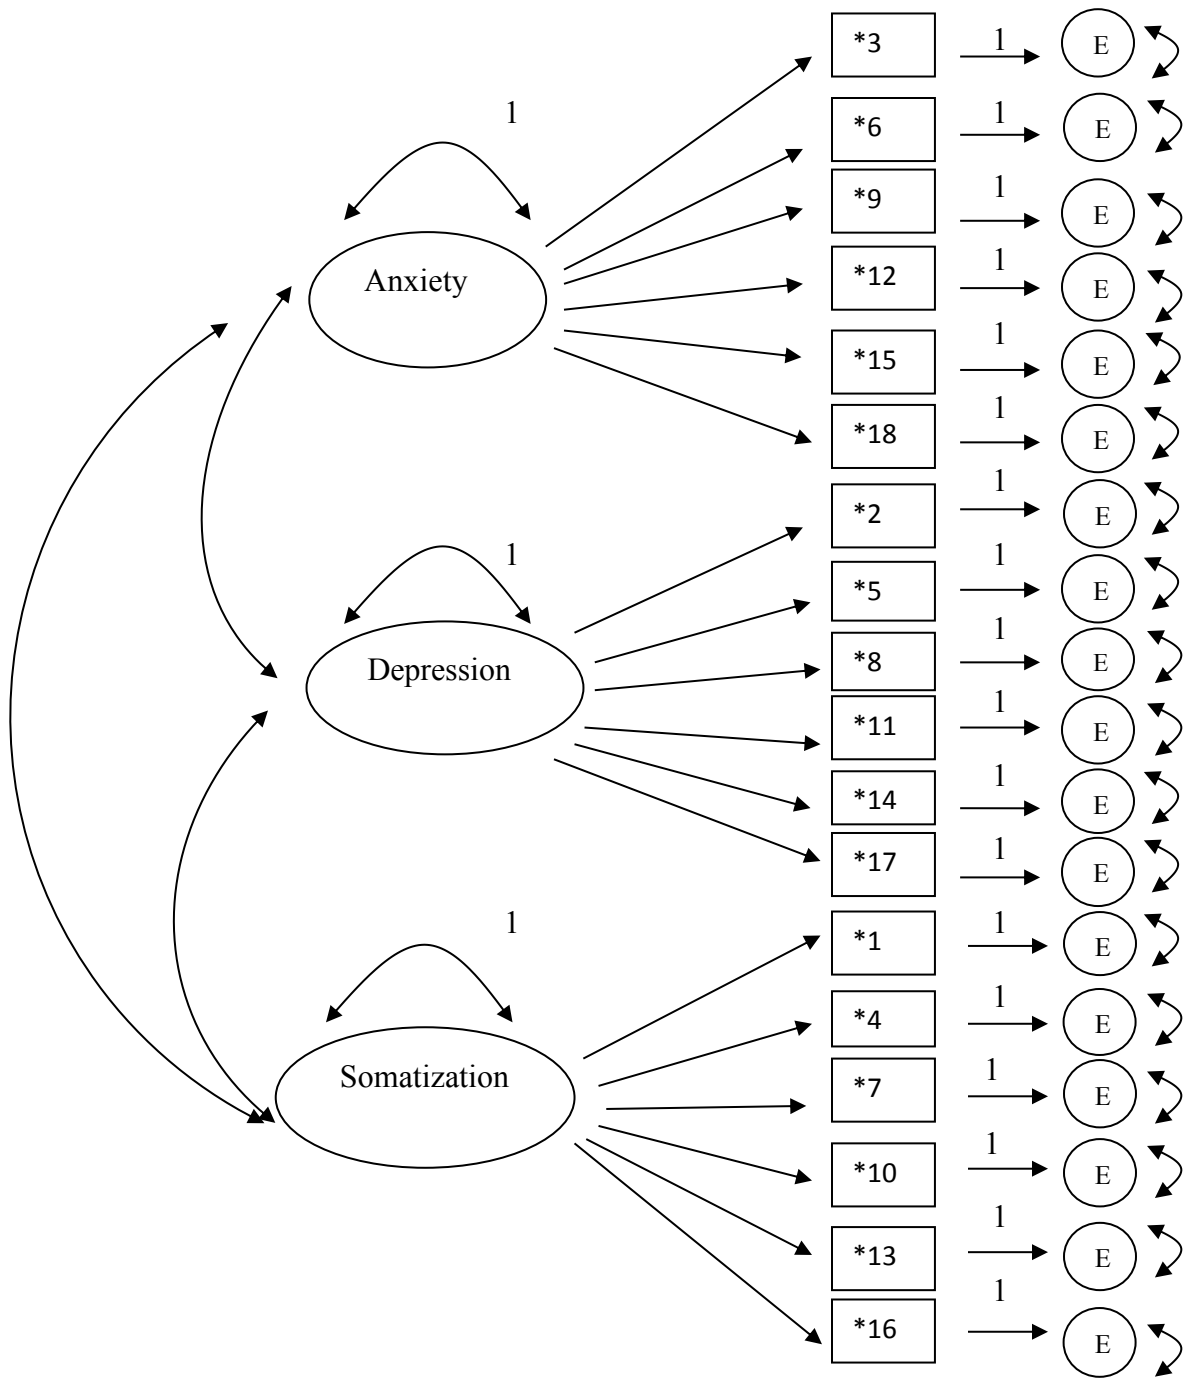 *3 1 E
1
*6 1 E
*9 1 E
Anxiety
*12 1 E
*15 1 E
*18 1 E
*2 1 E
1
*5 1 E
Depression
*8 1 E
*11 1 E
*14 1 E
*17 1 E
1
*1 1 E
*4 1 E
Somatization
*7 1 E
*10 1 E
*13 1 E
*16 1 E